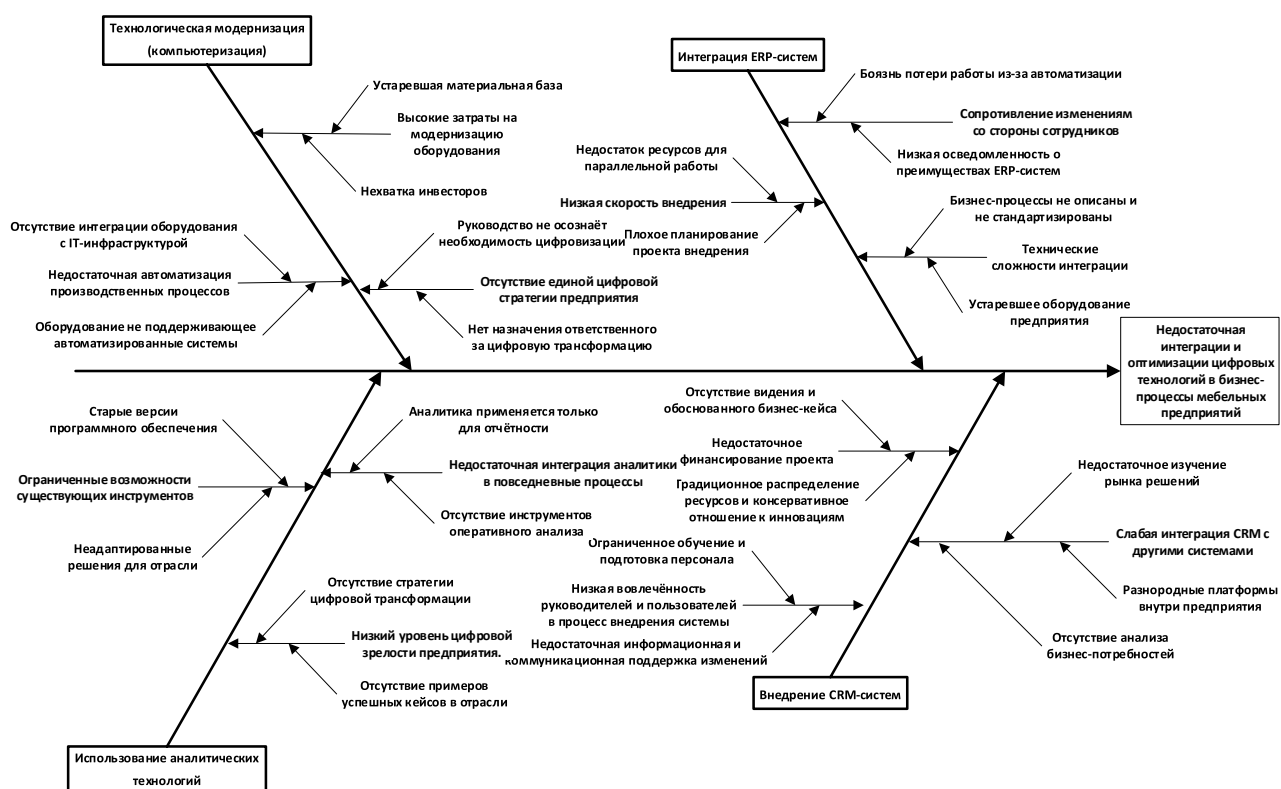 Технологическая модернизация
(компьютеризация)
Интеграция ERP-систем
Устаревшая материальная база
Высокие затраты на
модернизацию
оборудования
Нехватка инвесторов
Отсутствие интеграции оборудования
с IT-инфраструктурой
Недостаточная автоматизация
производственных процессов
Оборудование не поддерживающее
автоматизированные системы
Руководство не осознаёт
необходимость цифровизации
Отсутствие единой цифровой
стратегии предприятия
Нет назначения ответственного
за цифровую трансформацию
Боязнь потери работы из-за автоматизации
Сопротивление изменениям
со стороны сотрудников
Низкая осведомленность о
преимуществах ERP-систем
Недостаток ресурсов для
параллельной работы
Низкая скорость внедрения
Плохое планирование
проекта внедрения
Бизнес-процессы не описаны и
не стандартизированы
Технические
сложности интеграции
Устаревшее оборудование
предприятия
Недостаточная
интеграции и
оптимизации цифровых
технологий в бизнес-
процессы мебельных
предприятий
Старые версии
программного обеспечения
Ограниченные возможности
существующих инструментов
Неадаптированные
решения для отрасли
Аналитика применяется только
для отчётности
Недостаточная интеграция аналитики
в повседневные процессы
Отсутствие инструментов
оперативного анализа
Отсутствие стратегии
цифровой трансформации
Низкий уровень цифровой
зрелости предприятия.
Отсутствие примеров
успешных кейсов в отрасли
Отсутствие видения и
обоснованного бизнес-кейса
Недостаточное
финансирование проекта
Традиционное распределение
ресурсов и консервативное
отношение к инновациям
Ограниченное обучение и
подготовка персонала
Низкая вовлечённость
руководителей и пользователей
в процесс внедрения системы
Недостаточная информационная и
коммуникационная поддержка изменений
Недостаточное изучение
рынка решений
Слабая интеграция CRM с
другими системами
Разнородные платформы
внутри предприятия
Отсутствие анализа
бизнес-потребностей
Внедрение CRM-систем
Использование аналитических
технологий